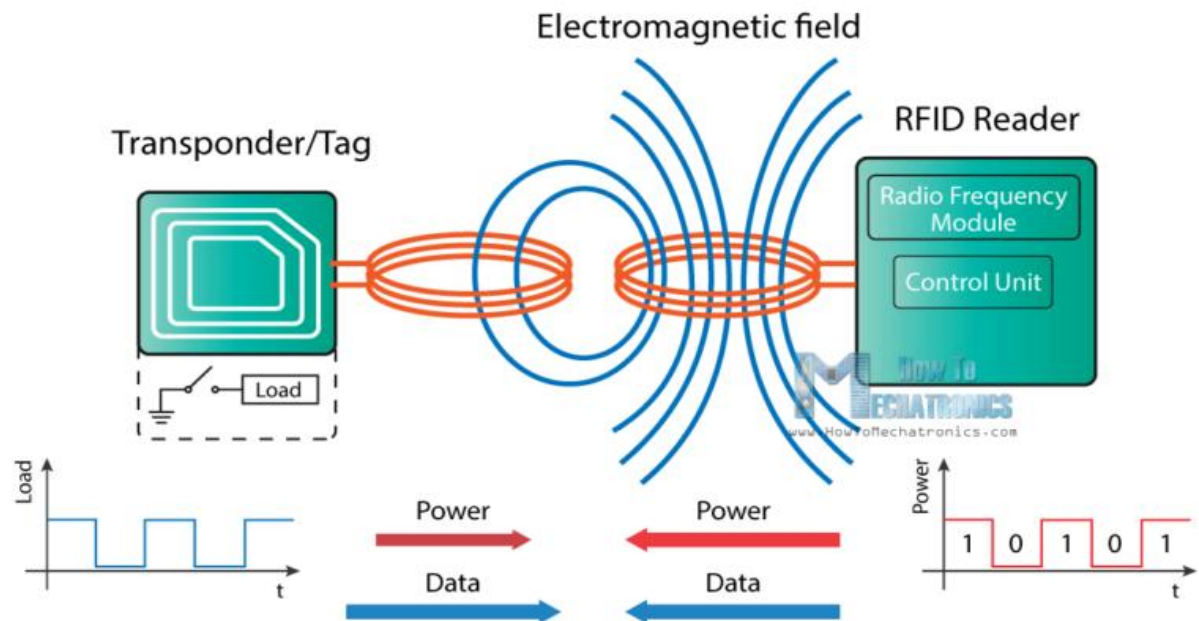 Electromagnetic field
Transponder/Tag
RFID Reader
Radio Frequency
Module
Control Unit
Load
How To
MECHATRONICS
www.HowToMechatronics.com
Load
t
Power
Data
Power
Data
Power
1 0 1 0 1
t